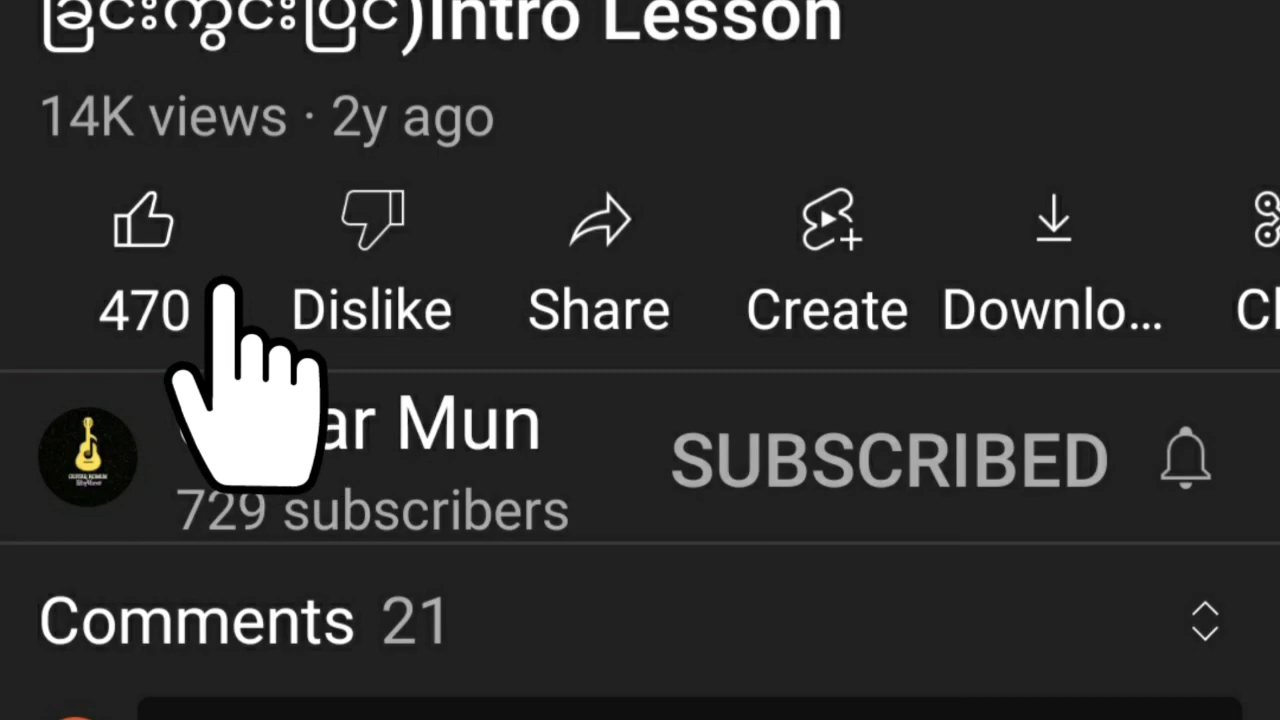 ခြင်းကွင်းပြင်)Intro Lesson
14K views · 2y ago
470 Dislike Share Create Downlo...
Mun
SUBSCRIBED
729 subscribers
Comments 21